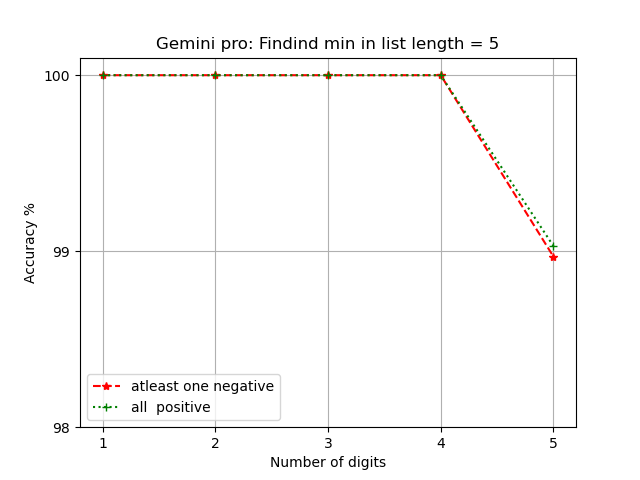 Gemini pro: Findind min in list length = 5
100
99
98
Accuracy %
atleast one negative
all  positive
1 2 3 4 5
Number of digits